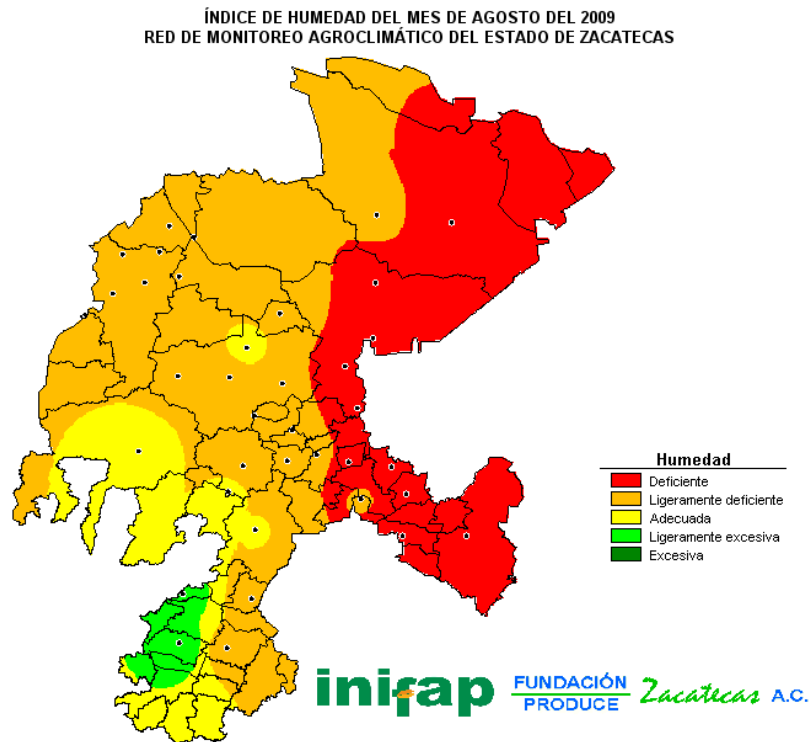 ÍNDICE DE HUMEDAD DEL MES DE AGOSTO DEL 2009
RED DE MONITOREO AGROCLIMÁTICO DEL ESTADO DE ZACATECAS
Humedad
Deficiente
Ligeramente deficiente
Adecuada
Ligeramente excesiva
Excesiva
inifap
FUNDACIÓN
PRODUCE
Zacatecas A.C.